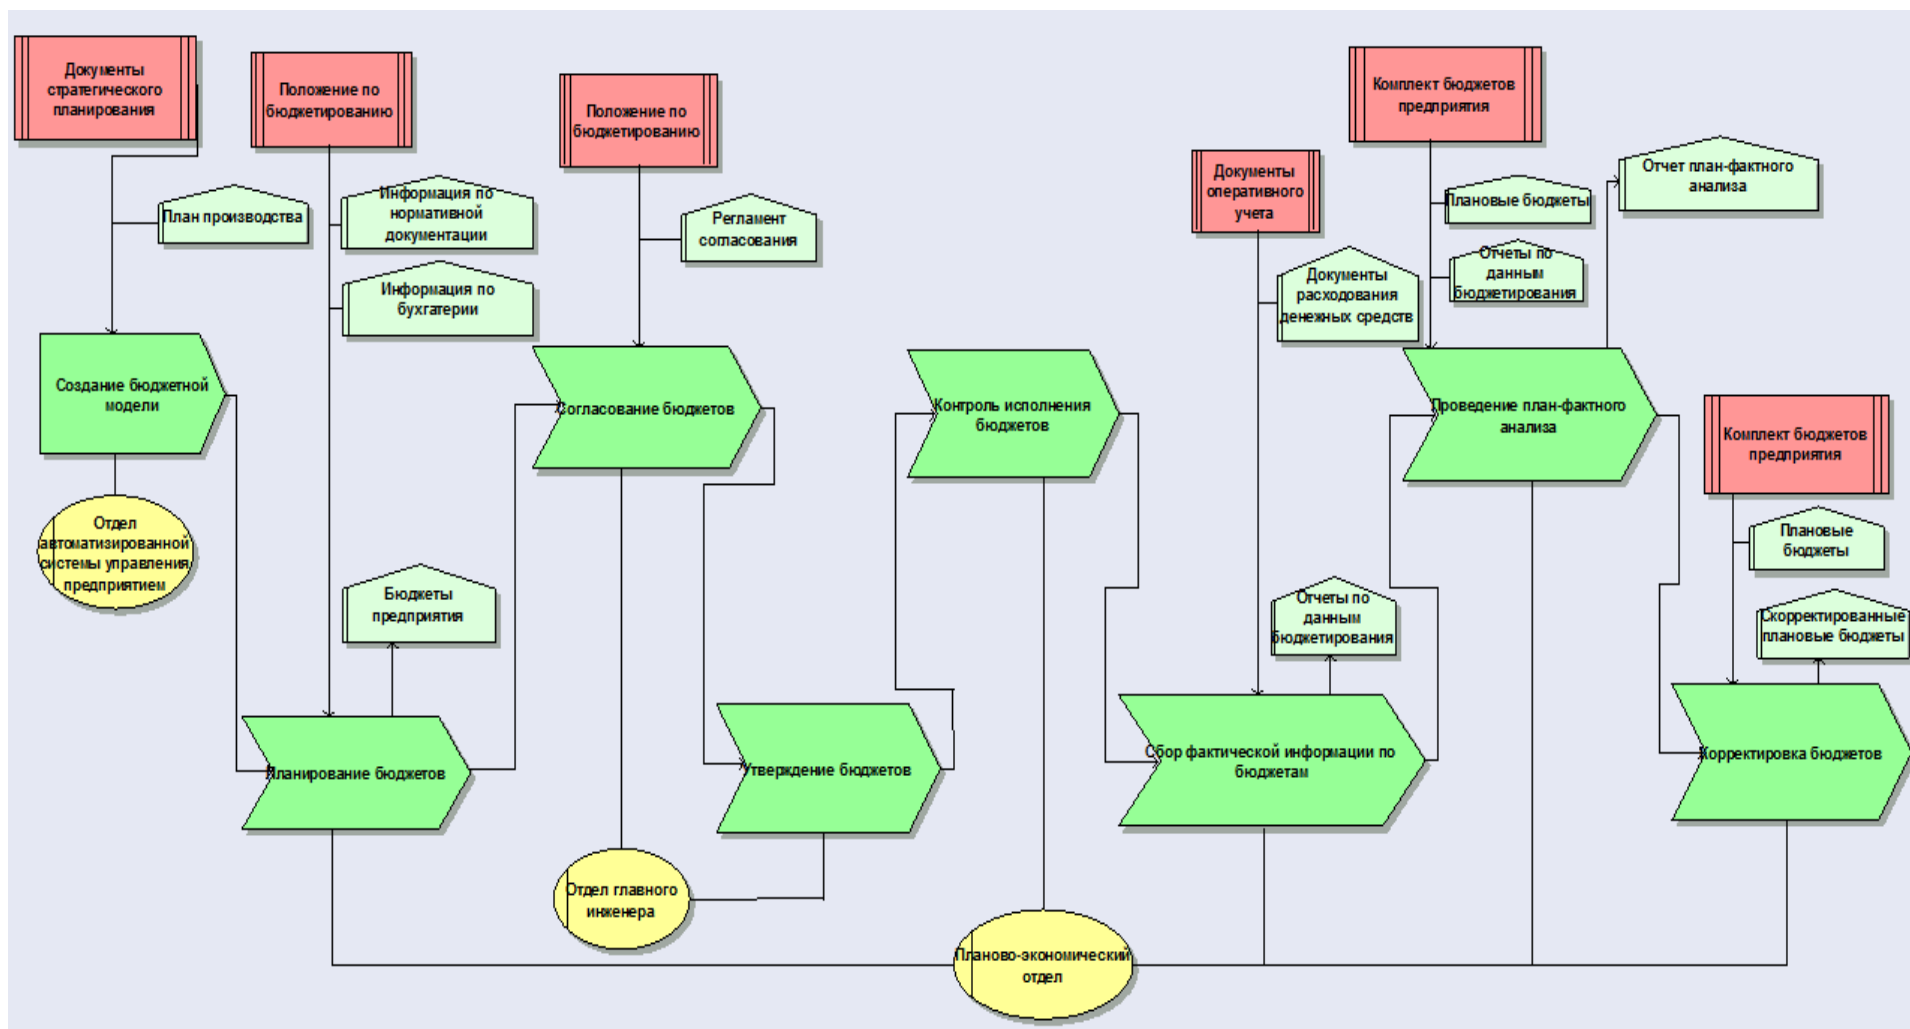 Документы
стратегического
планирования
Положение по
бюджетированию
Положение по
бюджетированию
Комплект бюджетов
предприятия
Документы
оперативного
учета
Отчет план-фактного
анализа
План производства
Информация по
нормативной
документации
Регламент
согласования
Плановые бюджеты
Отчеты по
данным
бюджетирования
Информация по
бухгатерии
Документы
расходования
денежных средств
Создание бюджетной
модели
Согласование бюджетов
Контроль исполнения
бюджетов
Проведение план-фактного
анализа
Комплект бюджетов
предприятия
Отдел
автоматизированной
системы управления
предприятием
Плановые
бюджеты
Бюджеты
предприятия
Отчеты по
данным
бюджетирования
Скорректированные
плановые бюджеты
Планирование бюджетов
Утверждение бюджетов
Сбор фактической информации по
бюджетам
Корректировка бюджетов
Отдел главного
инженера
Планово-экономический
отдел